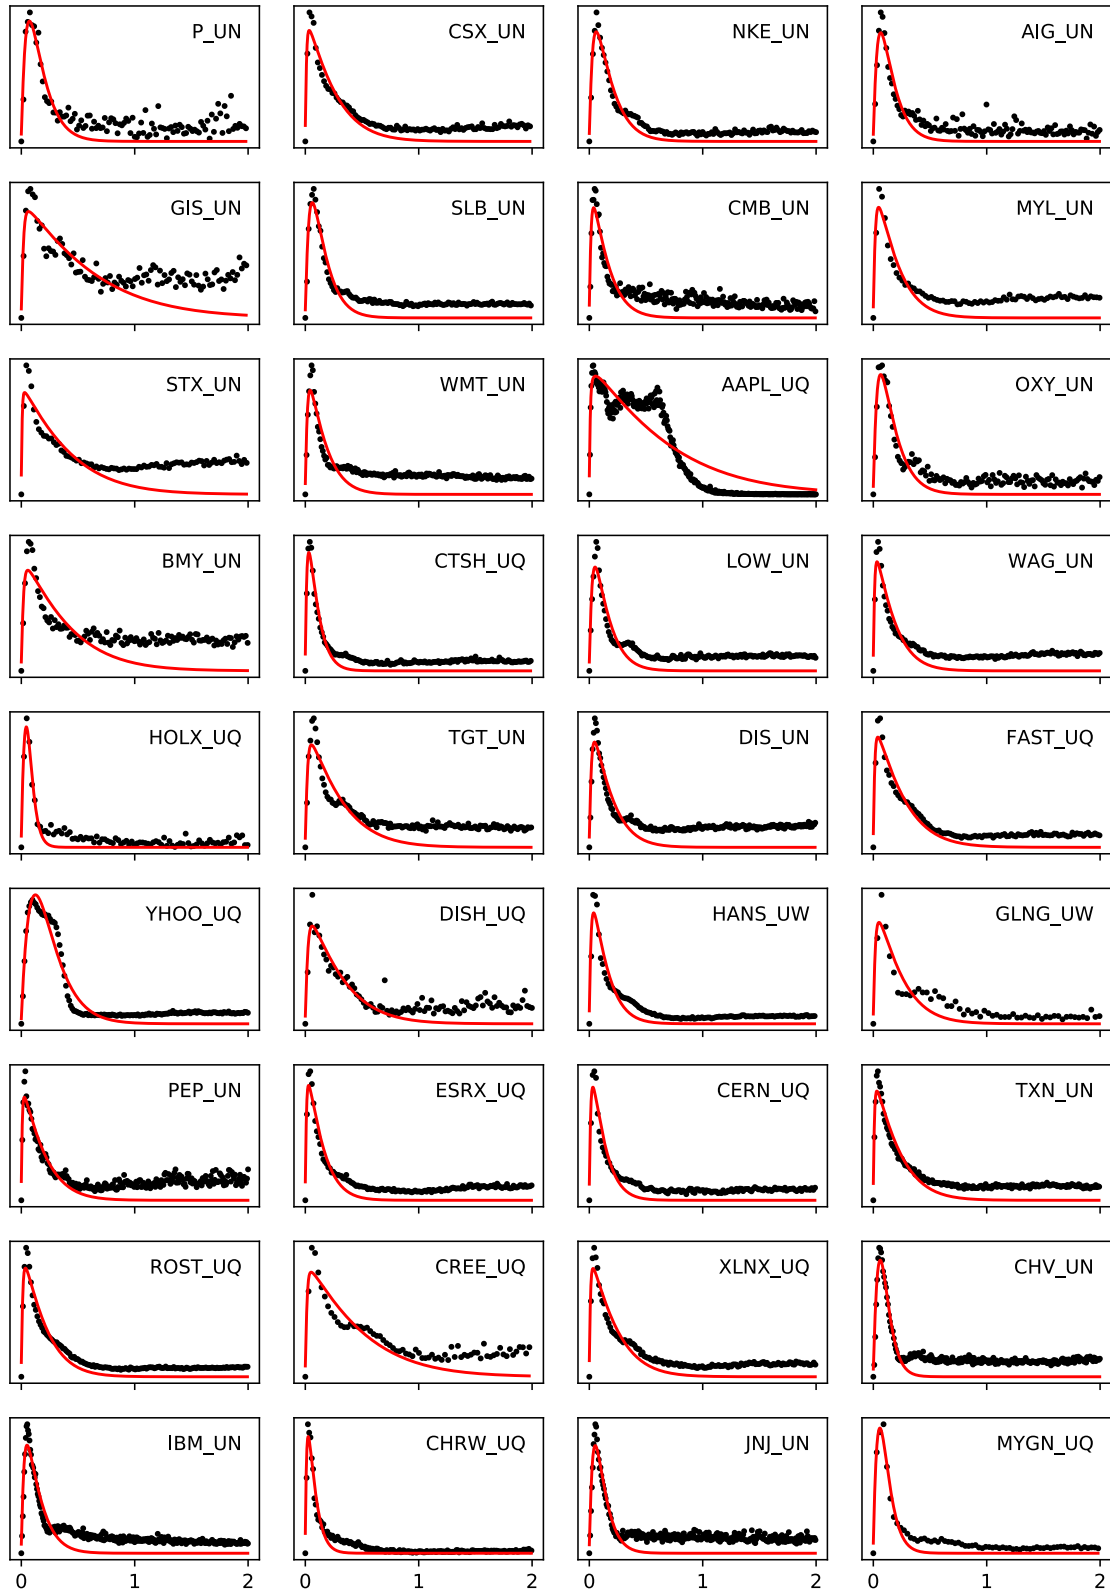 P_UN CSX_UN NKE_UN AIG_UN
GIS_UN SLB_UN CMB_UN MYL_UN
STX_UN WMT_UN AAPL_UQ OXY_UN
BMY_UN CTSH_UQ LOW_UN WAG_UN
HOLX_UQ TGT_UN DIS_UN FAST_UQ
YHOO_UQ DISH_UQ HANS_UW GLNG_UW
PEP_UN ESRX_UQ CERN_UQ TXN_UN
ROST_UQ CREE_UQ XLNX_UQ CHV_UN
IBM_UN CHRW_UQ JNJ_UN MYGN_UQ
0 1 2 0 1 2 0 1 2 0 1 2